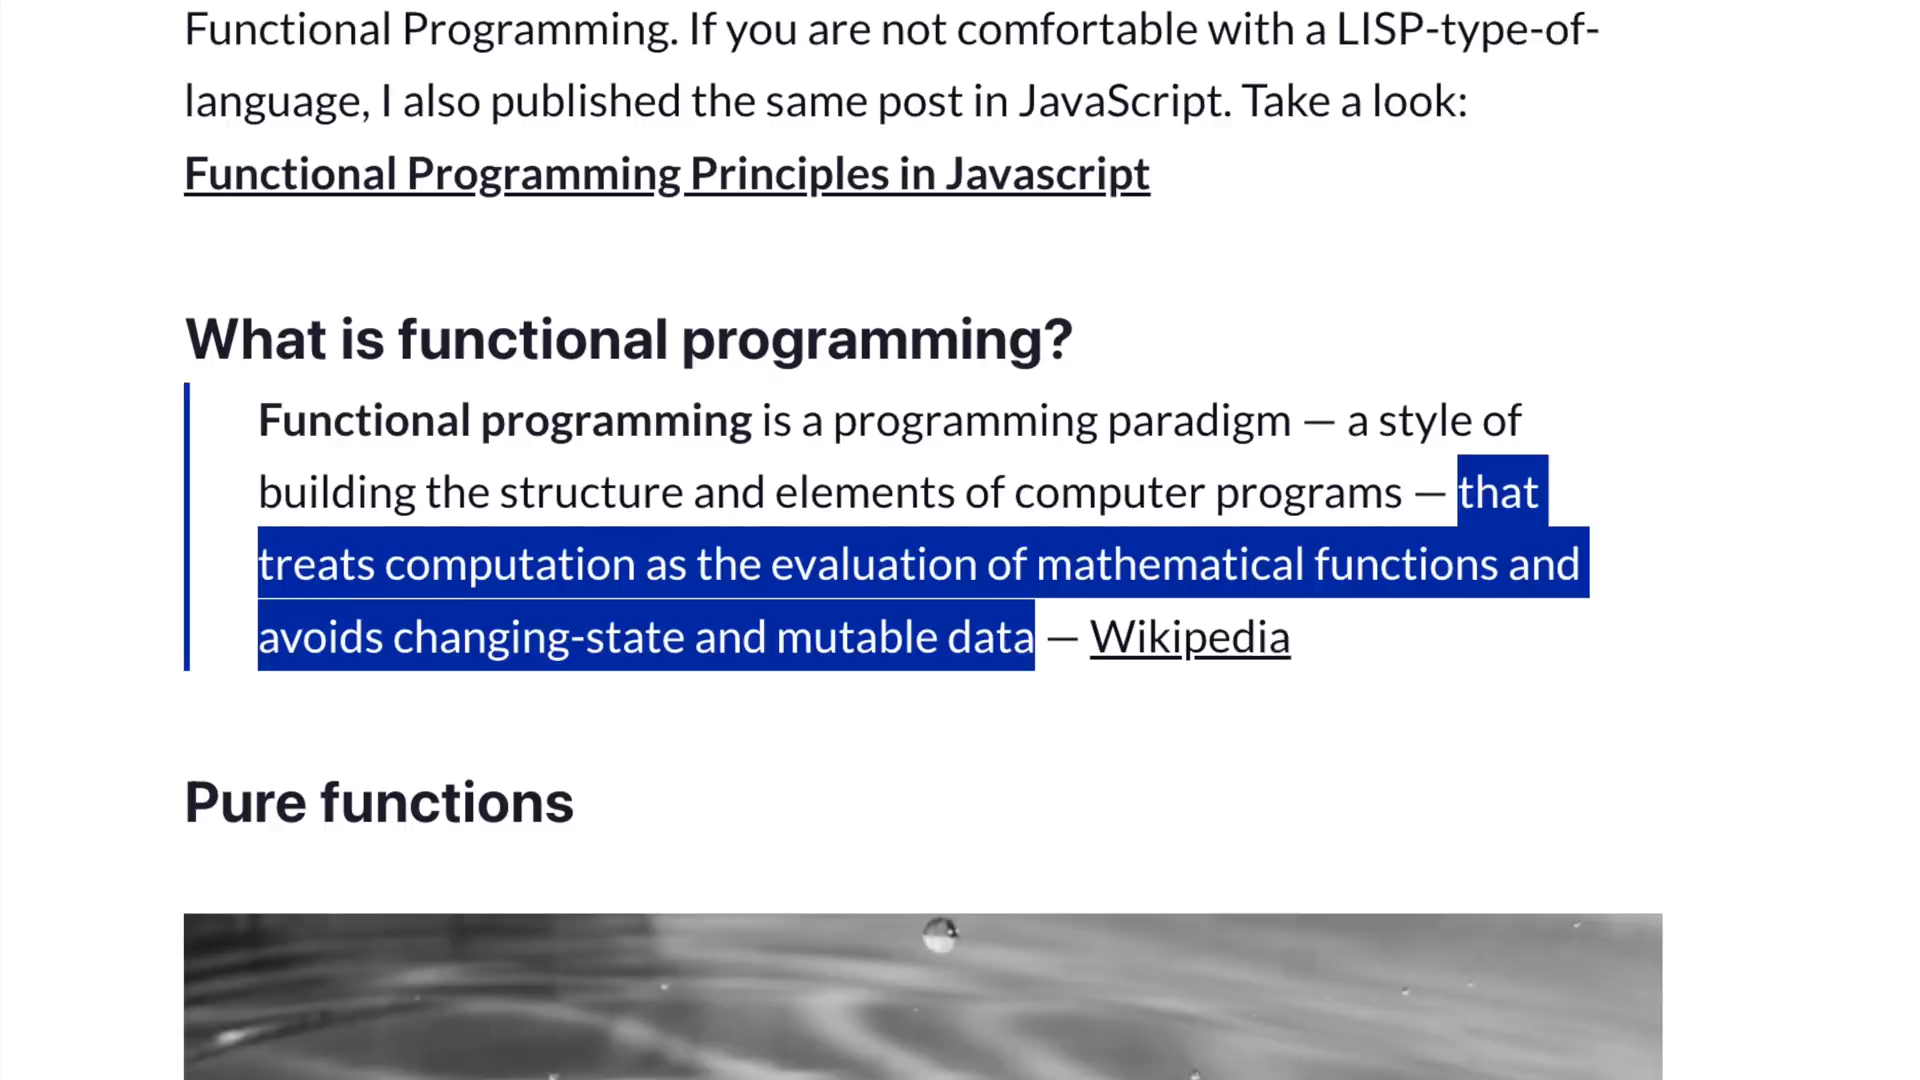 Functional Programming. If you are not comfortable with a LISP-type-of-
language, I also published the same post in JavaScript. Take a look:
Functional Programming Principles in Javascript
What is functional programming?
Functional programming is a programming paradigm — a style of
building the structure and elements of computer programs — that
treats computation as the evaluation of mathematical functions and
avoids changing-state and mutable data — Wikipedia
Pure functions